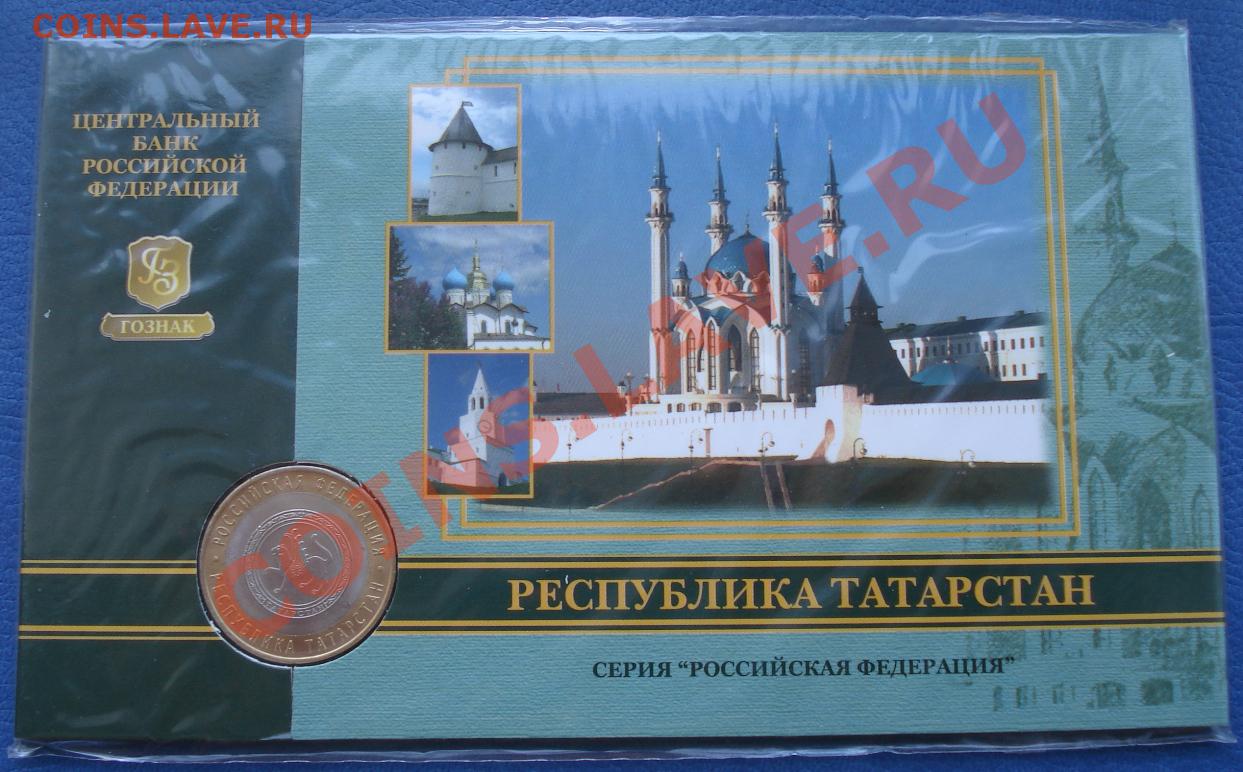 COINS.LAVE.RU
ЦЕНТРАЛЬНЫЙ
БАНК
РОССИЙСКОЙ
ФЕДЕРАЦИИ
ГОЗНАК
COINS.LAVE.RU
РОССИЙСКАЯ ФЕДЕРАЦИЯ
РЕСПУБЛИКА ТАТАРСТАН
РЕСПУБЛИКА ТАТАРСТАН
СЕРИЯ “РОССИЙСКАЯ ФЕДЕРАЦИЯ”